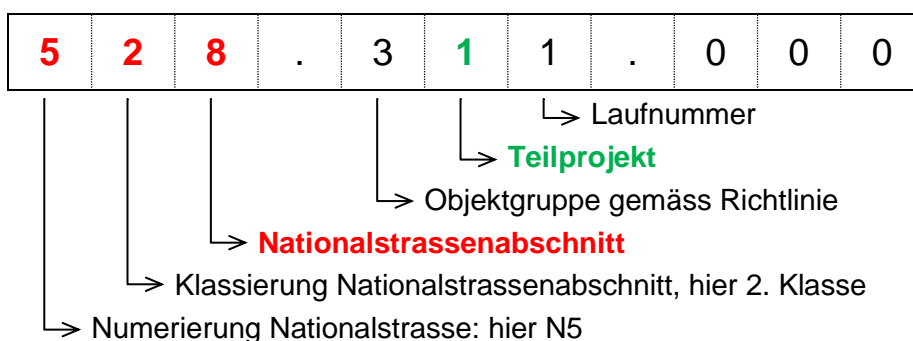 5 2 8 . 3 1 1 . 0 0 0
Laufnummer
Teilprojekt
Objektgruppe gemäss Richtlinie
Nationalstrassenabschnitt
Klassierung Nationalstrassenabschnitt, hier 2. Klasse
Numerierung Nationalstrasse: hier N5